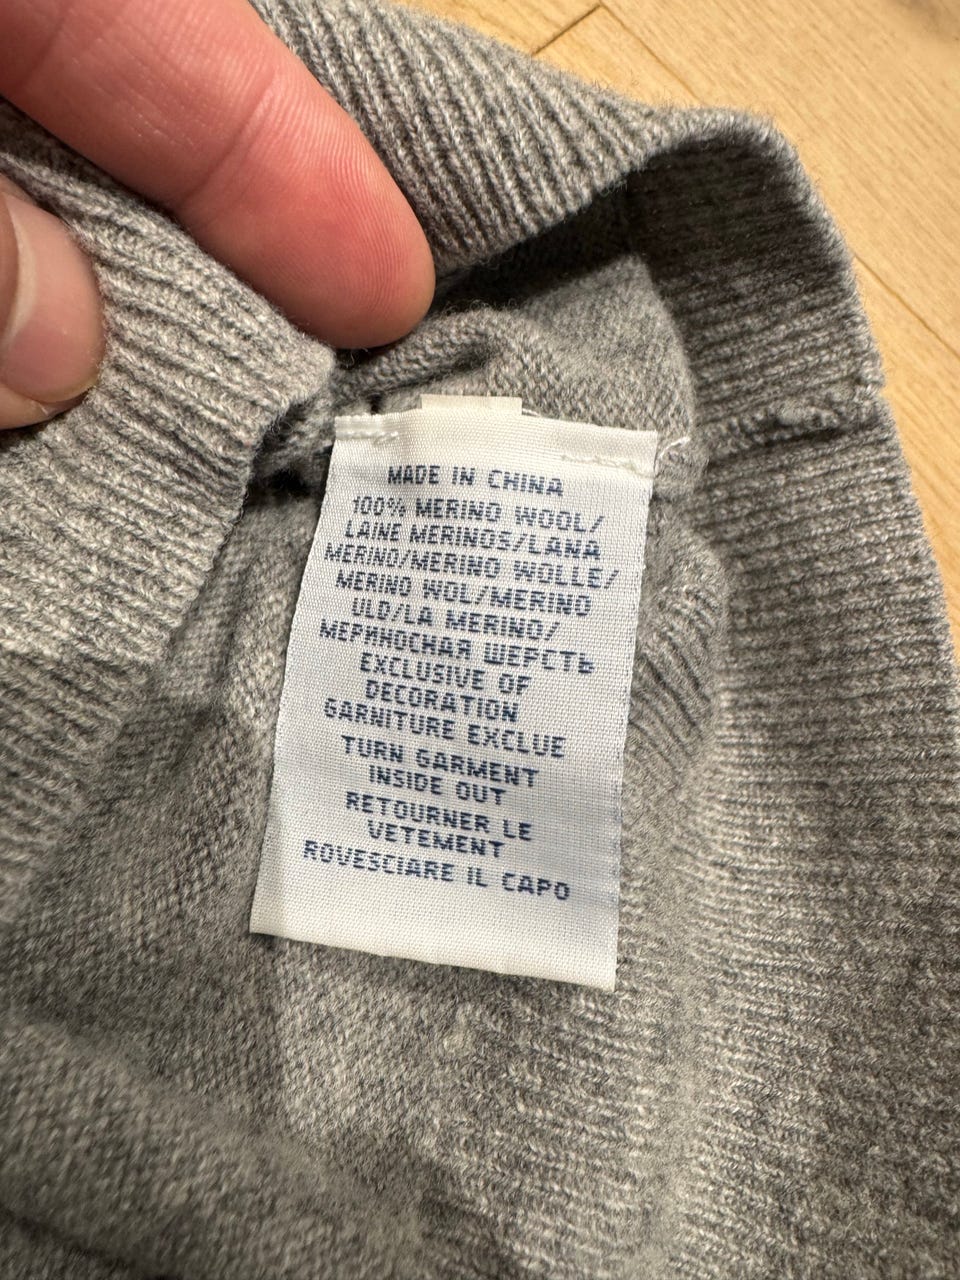 MADE IN CHINA
100% MERINO WOOL/
LAINE MERINOS/LANA
MERINO/MERINO WOLLE/
MERINO WOL/MERINO
ULD/LA MERINO/
МЕРИНОСНАЯ ШЕРСТЬ
EXCLUSIVE OF
DECORATION
GARNITURE EXCLUE
TURN GARMENT
INSIDE OUT
RETOURNER LE
VETEMENT
ROVESCIARE IL CAPO